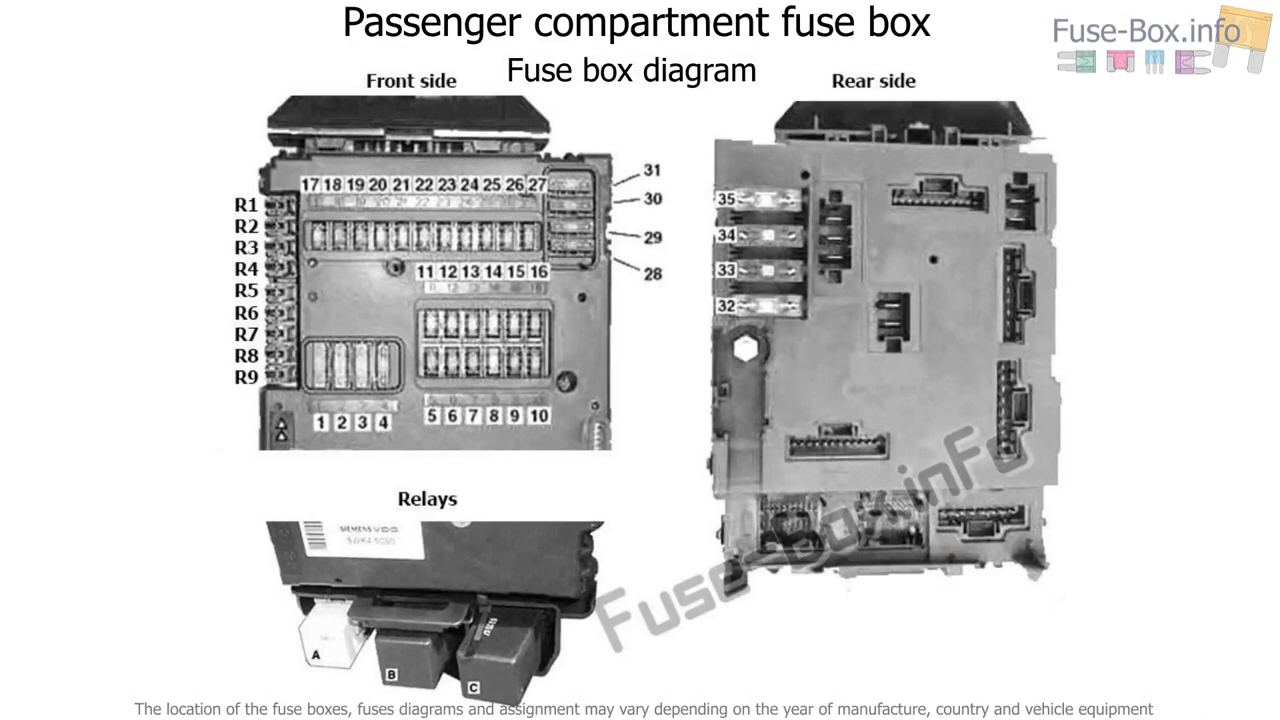 Passenger compartment fuse box
Fuse-Box.info
Fuse box diagram
Front side
Rear side
17 18 19 20 21 22 23 24 25 26 27
31
30
29
28
R1
R2
R3
R4
R5
R6
R7
R8
R9
11 12 13 14 15 16
1 2 3 4
5 6 7 8 9 10
35
34
33
32
Relays
SIEMENS VDO
A
B
C
Fuse-Box.inFo
The location of the fuse boxes, fuses diagrams and assignment may vary depending on the year of manufacture, country and vehicle equipment